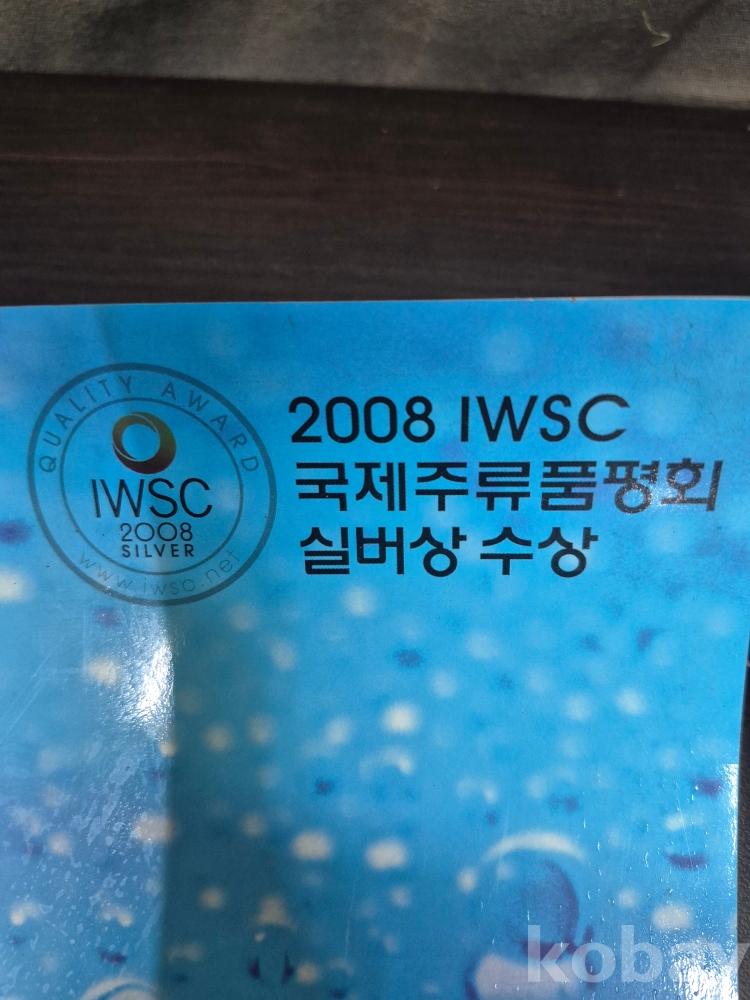 QUALITY AWARD
IWSC
2008
SILVER
www.iwsc.net
2008 IWSC
국제주류품평회
실버상 수상
kobay